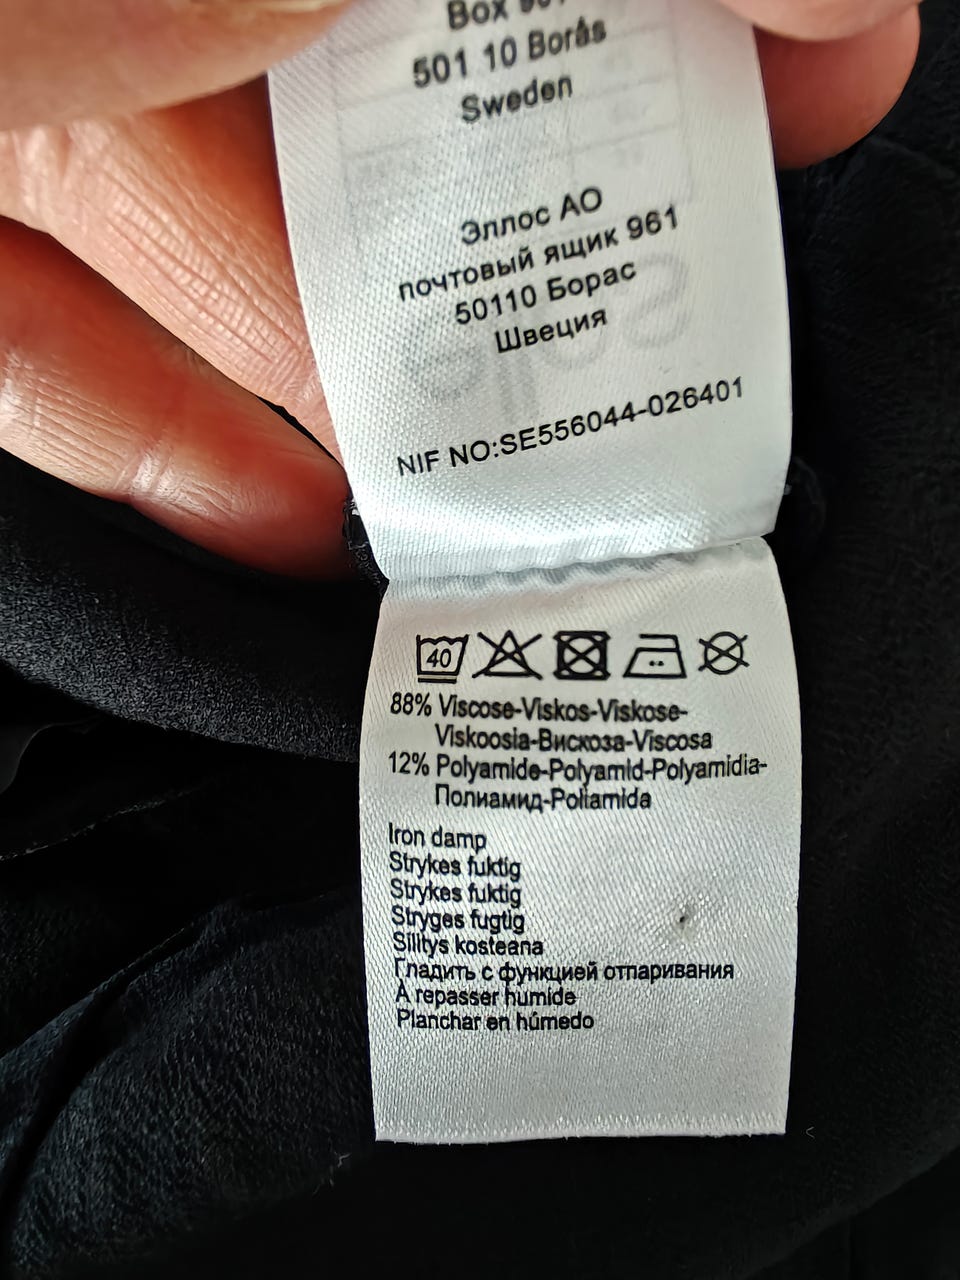 Box 961
501 10 Borås
Sweden
Эллос АО
почтовый ящик 961
50110 Борас
Швеция
NIF NO:SE556044-026401
40
88% Viscose-Viskos-Viskose-
Viskoosia-Вискоза-Viscosa
12% Polyamide-Polyamid-Polyamidia-
Полиамид-Poliamida
Iron damp
Strykes fuktig
Strykes fuktig
Stryges fugtig
Silitys kosteana
Гладить с функцией отпаривания
À repasser humide
Planchar en húmedo